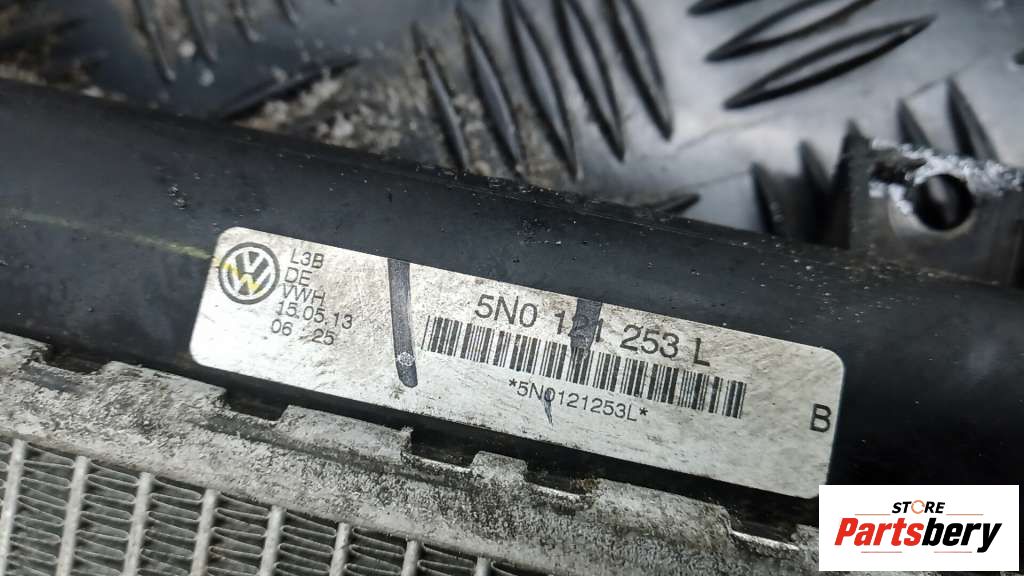 L3B
DE
VWH
15.05.13
06 25
5N0 121 253 L
*5N0121253L*
B
STORE
Partsbery